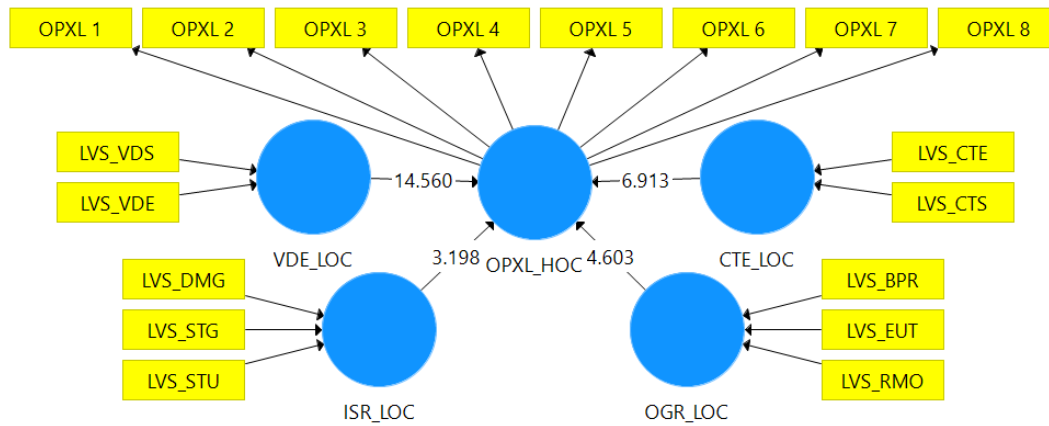 OPXL 1
OPXL 2
OPXL 3
OPXL 4
OPXL 5
OPXL 6
OPXL 7
OPXL 8
LVS_VDS
LVS_VDE
14.560
6.913
LVS_CTE
LVS_CTS
VDE_LOC
3.198
OPXL_HOC
4.603
CTE_LOC
LVS_DMG
LVS_STG
LVS_STU
LVS_BPR
LVS_EUT
LVS_RMO
ISR_LOC
OGR_LOC